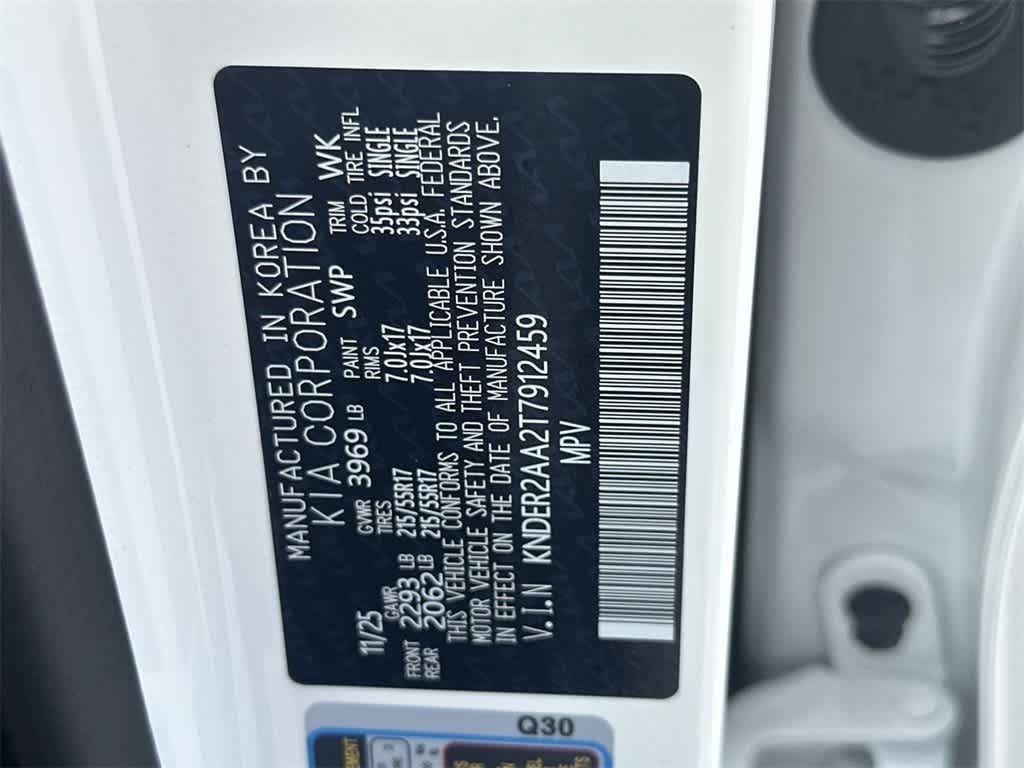 MANUFACTURED IN KOREA BY
KIA CORPORATION
11/25 GVWR 3969 LB PAINT SWP TRIM WK
GAWR TIRES RIMS COLD TIRE INFL
FRONT 2293 LB 215/55R17 7.0Jx17 35psi SINGLE
REAR 2062 LB 215/55R17 7.0Jx17 33psi SINGLE
THIS VEHICLE CONFORMS TO ALL APPLICABLE U.S.A. FEDERAL
MOTOR VEHICLE SAFETY AND THEFT PREVENTION STANDARDS
IN EFFECT ON THE DATE OF MANUFACTURE SHOWN ABOVE.
V.I.N KNDER2AA2T7912459
MPV
Q30